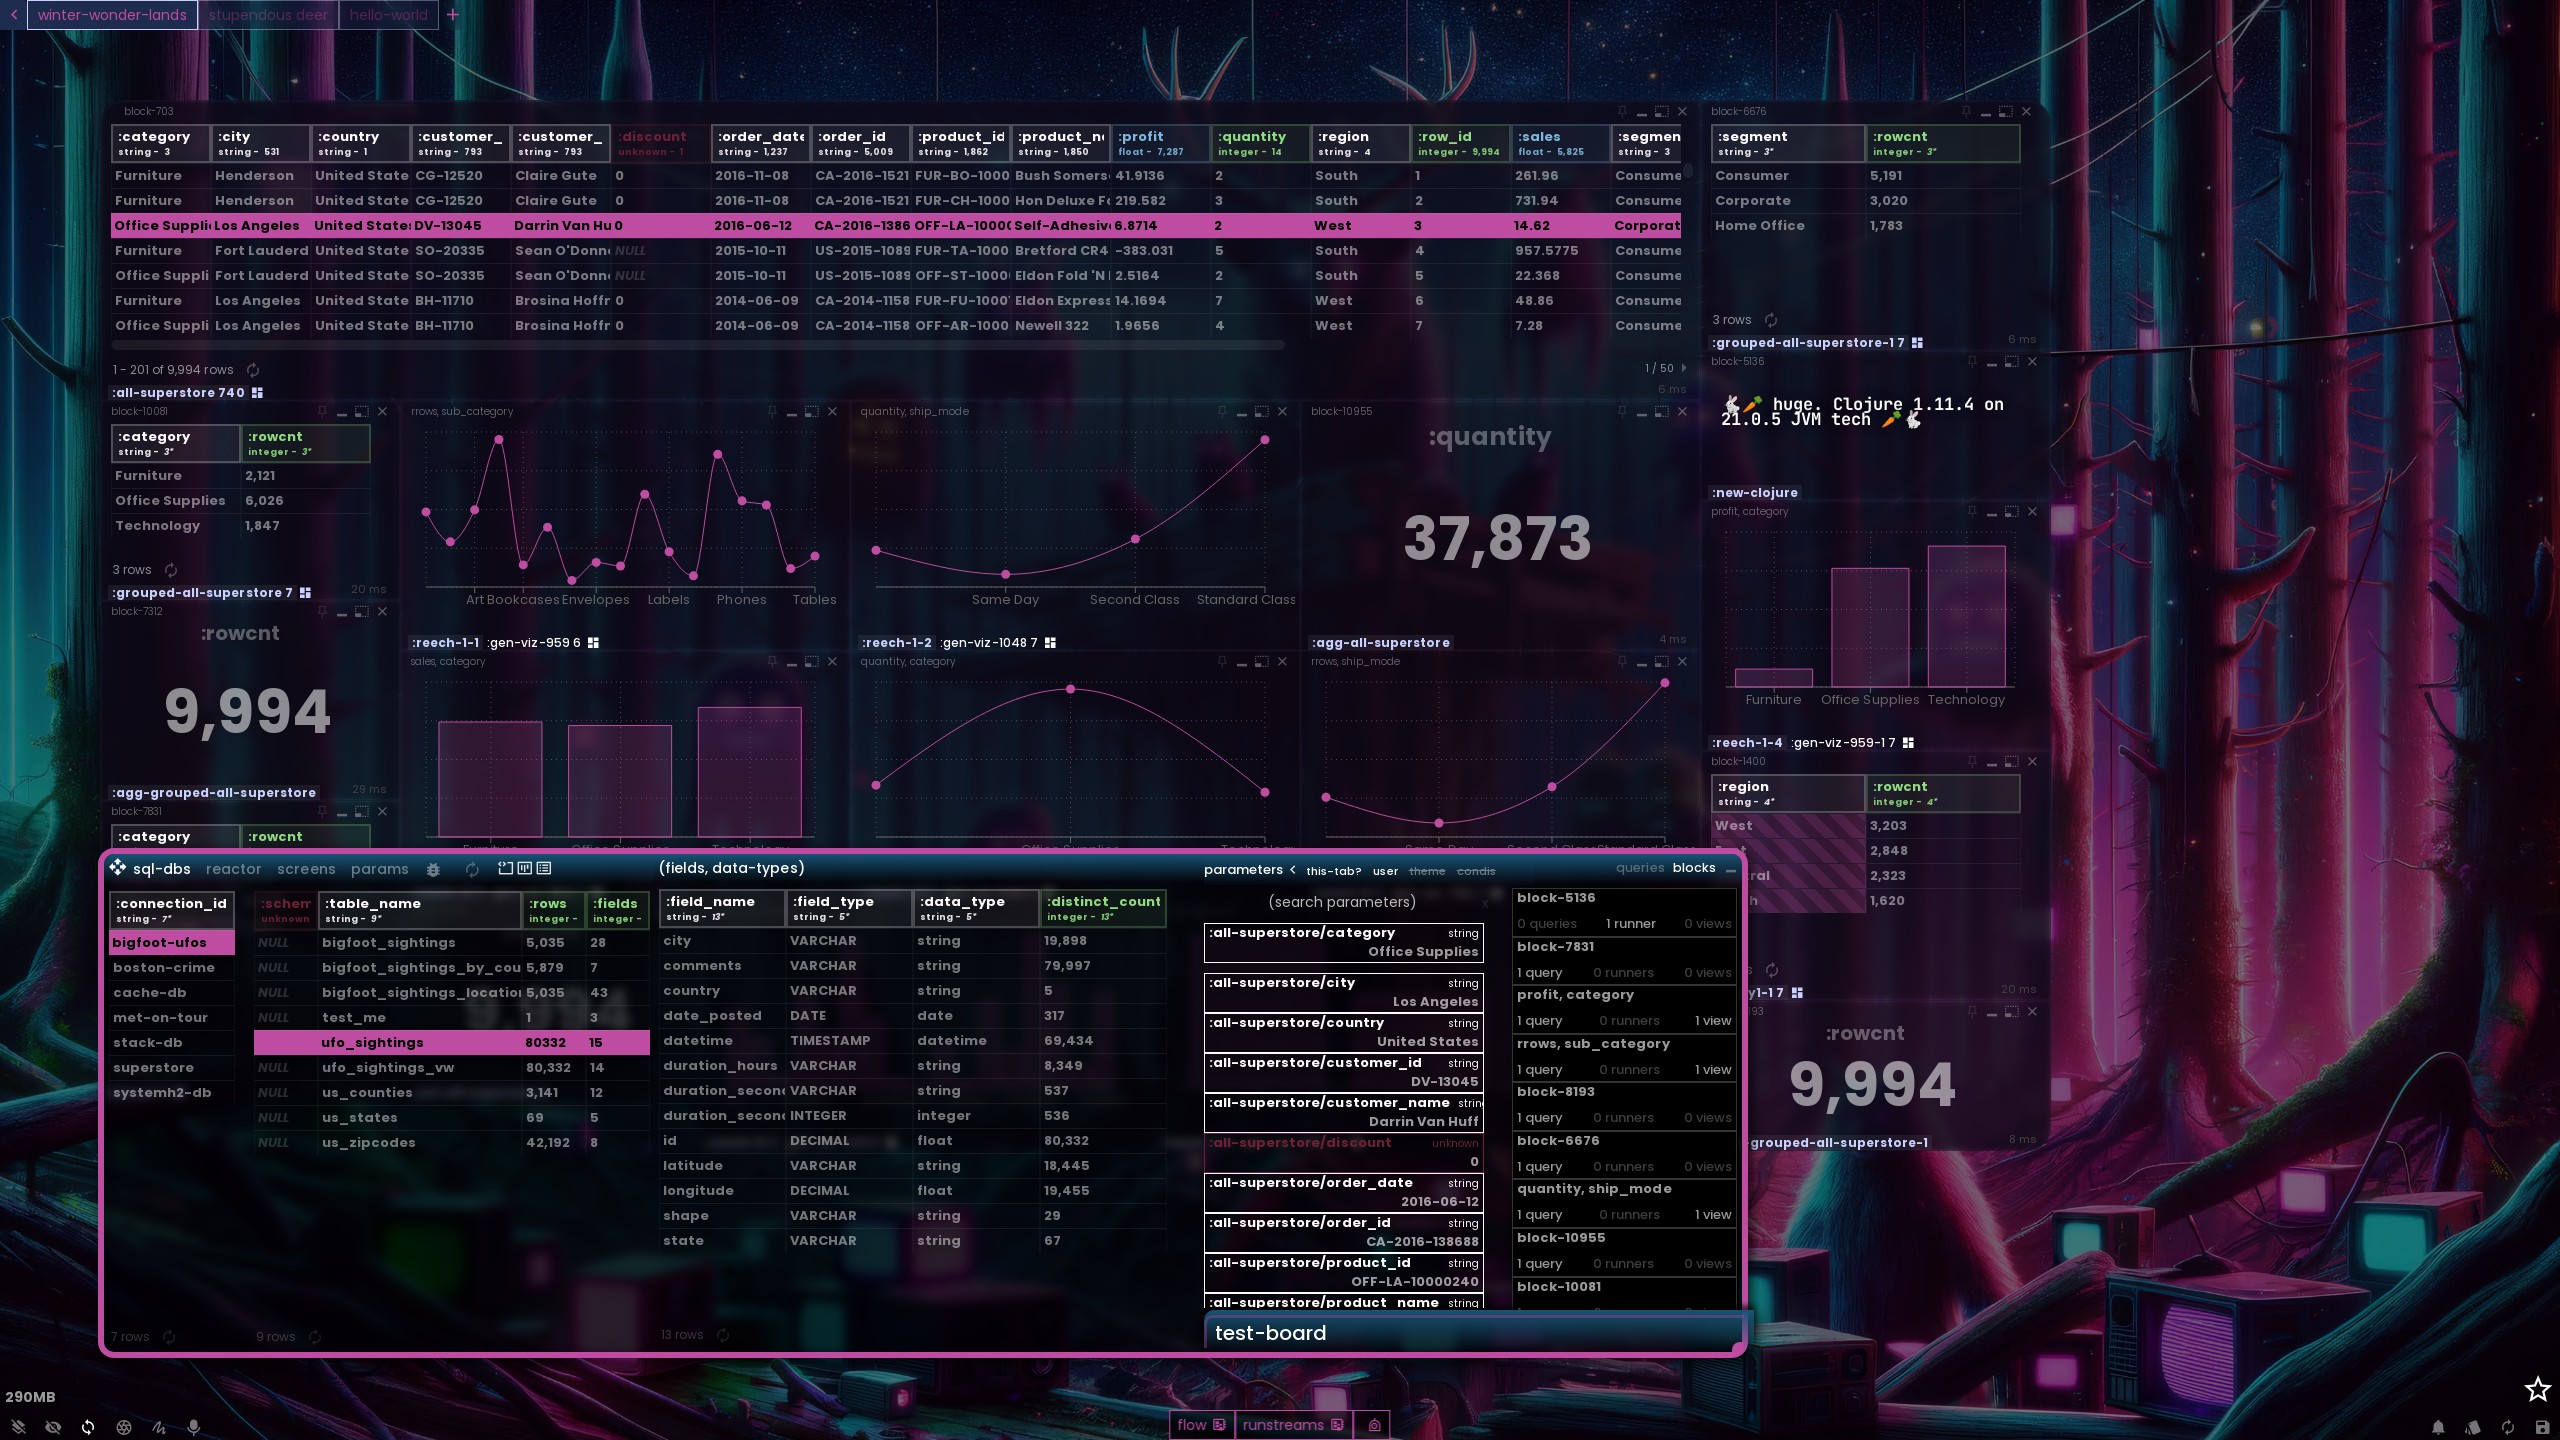 winter-wonder-lands stupendous deer hello-world +
block-703
:category :city :country :customer_ :customer_ :discount :order_date :order_id :product_id :product_na :profit :quantity :region :row_id :sales :segmen
string - 3 string - 531 string - 1 string - 793 string - 793 unknown - 1 string - 1,237 string - 5,009 string - 1,862 string - 1,850 float - 7,287 integer - 14 string - 4 integer - 9,994 float - 5,825 string - 3
Furniture Henderson United State CG-12520 Claire Gute 0 2016-11-08 CA-2016-1521 FUR-BO-1000 Bush Somers 41.9136 2 South 1 261.96 Consume
Furniture Henderson United State CG-12520 Claire Gute 0 2016-11-08 CA-2016-1521 FUR-CH-1000 Hon Deluxe Fa 219.582 3 South 2 731.94 Consume
Office Suppli Los Angeles United States DV-13045 Darrin Van Hu 0 2016-06-12 CA-2016-1386 OFF-LA-1000 Self-Adhesiv 6.8714 2 West 3 14.62 Corporat
Furniture Fort Lauderd United State SO-20335 Sean O'Donn NULL 2015-10-11 US-2015-1089 FUR-TA-1000 Bretford CR4 -383.031 5 South 4 957.5775 Consume
Office Suppli Fort Lauderd United State SO-20335 Sean O'Donn NULL 2015-10-11 US-2015-1089 OFF-ST-1000 Eldon Fold 'N 2.5164 2 South 5 22.368 Consume
Furniture Los Angeles United State BH-11710 Brosina Hoffr 0 2014-06-09 CA-2014-1158 FUR-FU-1000 Eldon Express 14.1694 7 West 6 48.86 Consume
Office Suppli Los Angeles United State BH-11710 Brosina Hoffr 0 2014-06-09 CA-2014-1158 OFF-AR-1000 Newell 322 1.9656 4 West 7 7.28 Consume
1 - 201 of 9,994 rows
1 / 50
6 ms
:all-superstore 740
block-6676
:segment :rowcnt
string - 3* integer - 3*
Consumer 5,191
Corporate 3,020
Home Office 1,783
3 rows
:grouped-all-superstore-1 7
6 ms
block-5136
huge. Clojure 1.11.4 on
21.0.5 JVM tech
:new-clojure
block-10081
:category :rowcnt
string - 3* integer - 3*
Furniture 2,121
Office Supplies 6,026
Technology 1,847
3 rows
:grouped-all-superstore 7
20 ms
rrows, sub_category
Art Bookcases Envelopes Labels Phones Tables
:reech-1-1 :gen-viz-959 6
quantity, ship_mode
Same Day Second Class Standard Class
:reech-1-2 :gen-viz-1048 7
block-10955
:quantity
37,873
:agg-all-superstore
4 ms
profit, category
Furniture Office Supplies Technology
:reech-1-4 :gen-viz-959-1 7
block-7312
:rowcnt
9,994
:agg-grouped-all-superstore
29 ms
block-7831
:category :rowcnt
sales, category
quantity, category
rrows, ship_mode
block-1400
:region :rowcnt
string - 4* integer - 4*
West 3,203
2,848
2,323
1,620
20 ms
:rowcnt
9,994
grouped-all-superstore-1
8 ms
sql-dbs reactor screens params
:connection_id
string - 7*
bigfoot-ufos
boston-crime
cache-db
met-on-tour
stack-db
superstore
systemh2-db
7 rows
:schem :table_name :rows :fields
unknown string - 9* integer - integer -
NULL bigfoot_sightings 5,035 28
NULL bigfoot_sightings_by_cou 5,879 7
NULL bigfoot_sightings_location 5,035 43
NULL test_me 1 3
ufo_sightings 80332 15
NULL ufo_sightings_vw 80,332 14
NULL us_counties 3,141 12
NULL us_states 69 5
NULL us_zipcodes 42,192 8
9 rows
(fields, data-types)
:field_name :field_type :data_type :distinct_count
string - 13* string - 5* string - 5* integer - 13*
city VARCHAR string 19,898
comments VARCHAR string 79,997
country VARCHAR string 5
date_posted DATE date 317
datetime TIMESTAMP datetime 69,434
duration_hours VARCHAR string 8,349
duration_secon VARCHAR string 537
duration_secon INTEGER integer 536
id DECIMAL float 80,332
latitude VARCHAR string 18,445
longitude DECIMAL float 19,455
shape VARCHAR string 29
state VARCHAR string 67
13 rows
parameters this-tab? user theme condis
(search parameters) x
:all-superstore/category string
Office Supplies
:all-superstore/city string
Los Angeles
:all-superstore/country string
United States
:all-superstore/customer_id string
DV-13045
:all-superstore/customer_name strin
Darrin Van Huff
:all-superstore/discount unknown
0
:all-superstore/order_date string
2016-06-12
:all-superstore/order_id string
CA-2016-138688
:all-superstore/product_id string
OFF-LA-10000240
:all-superstore/product_name string
queries blocks
block-5136
0 queries 1 runner 0 views
block-7831
1 query 0 runners 0 views
profit, category
1 query 0 runners 1 view
rrows, sub_category
1 query 0 runners 1 view
block-8193
1 query 0 runners 0 views
block-6676
1 query 0 runners 0 views
quantity, ship_mode
1 query 0 runners 1 view
block-10955
1 query 0 runners 0 views
block-10081
test-board
290MB
flow runstreams